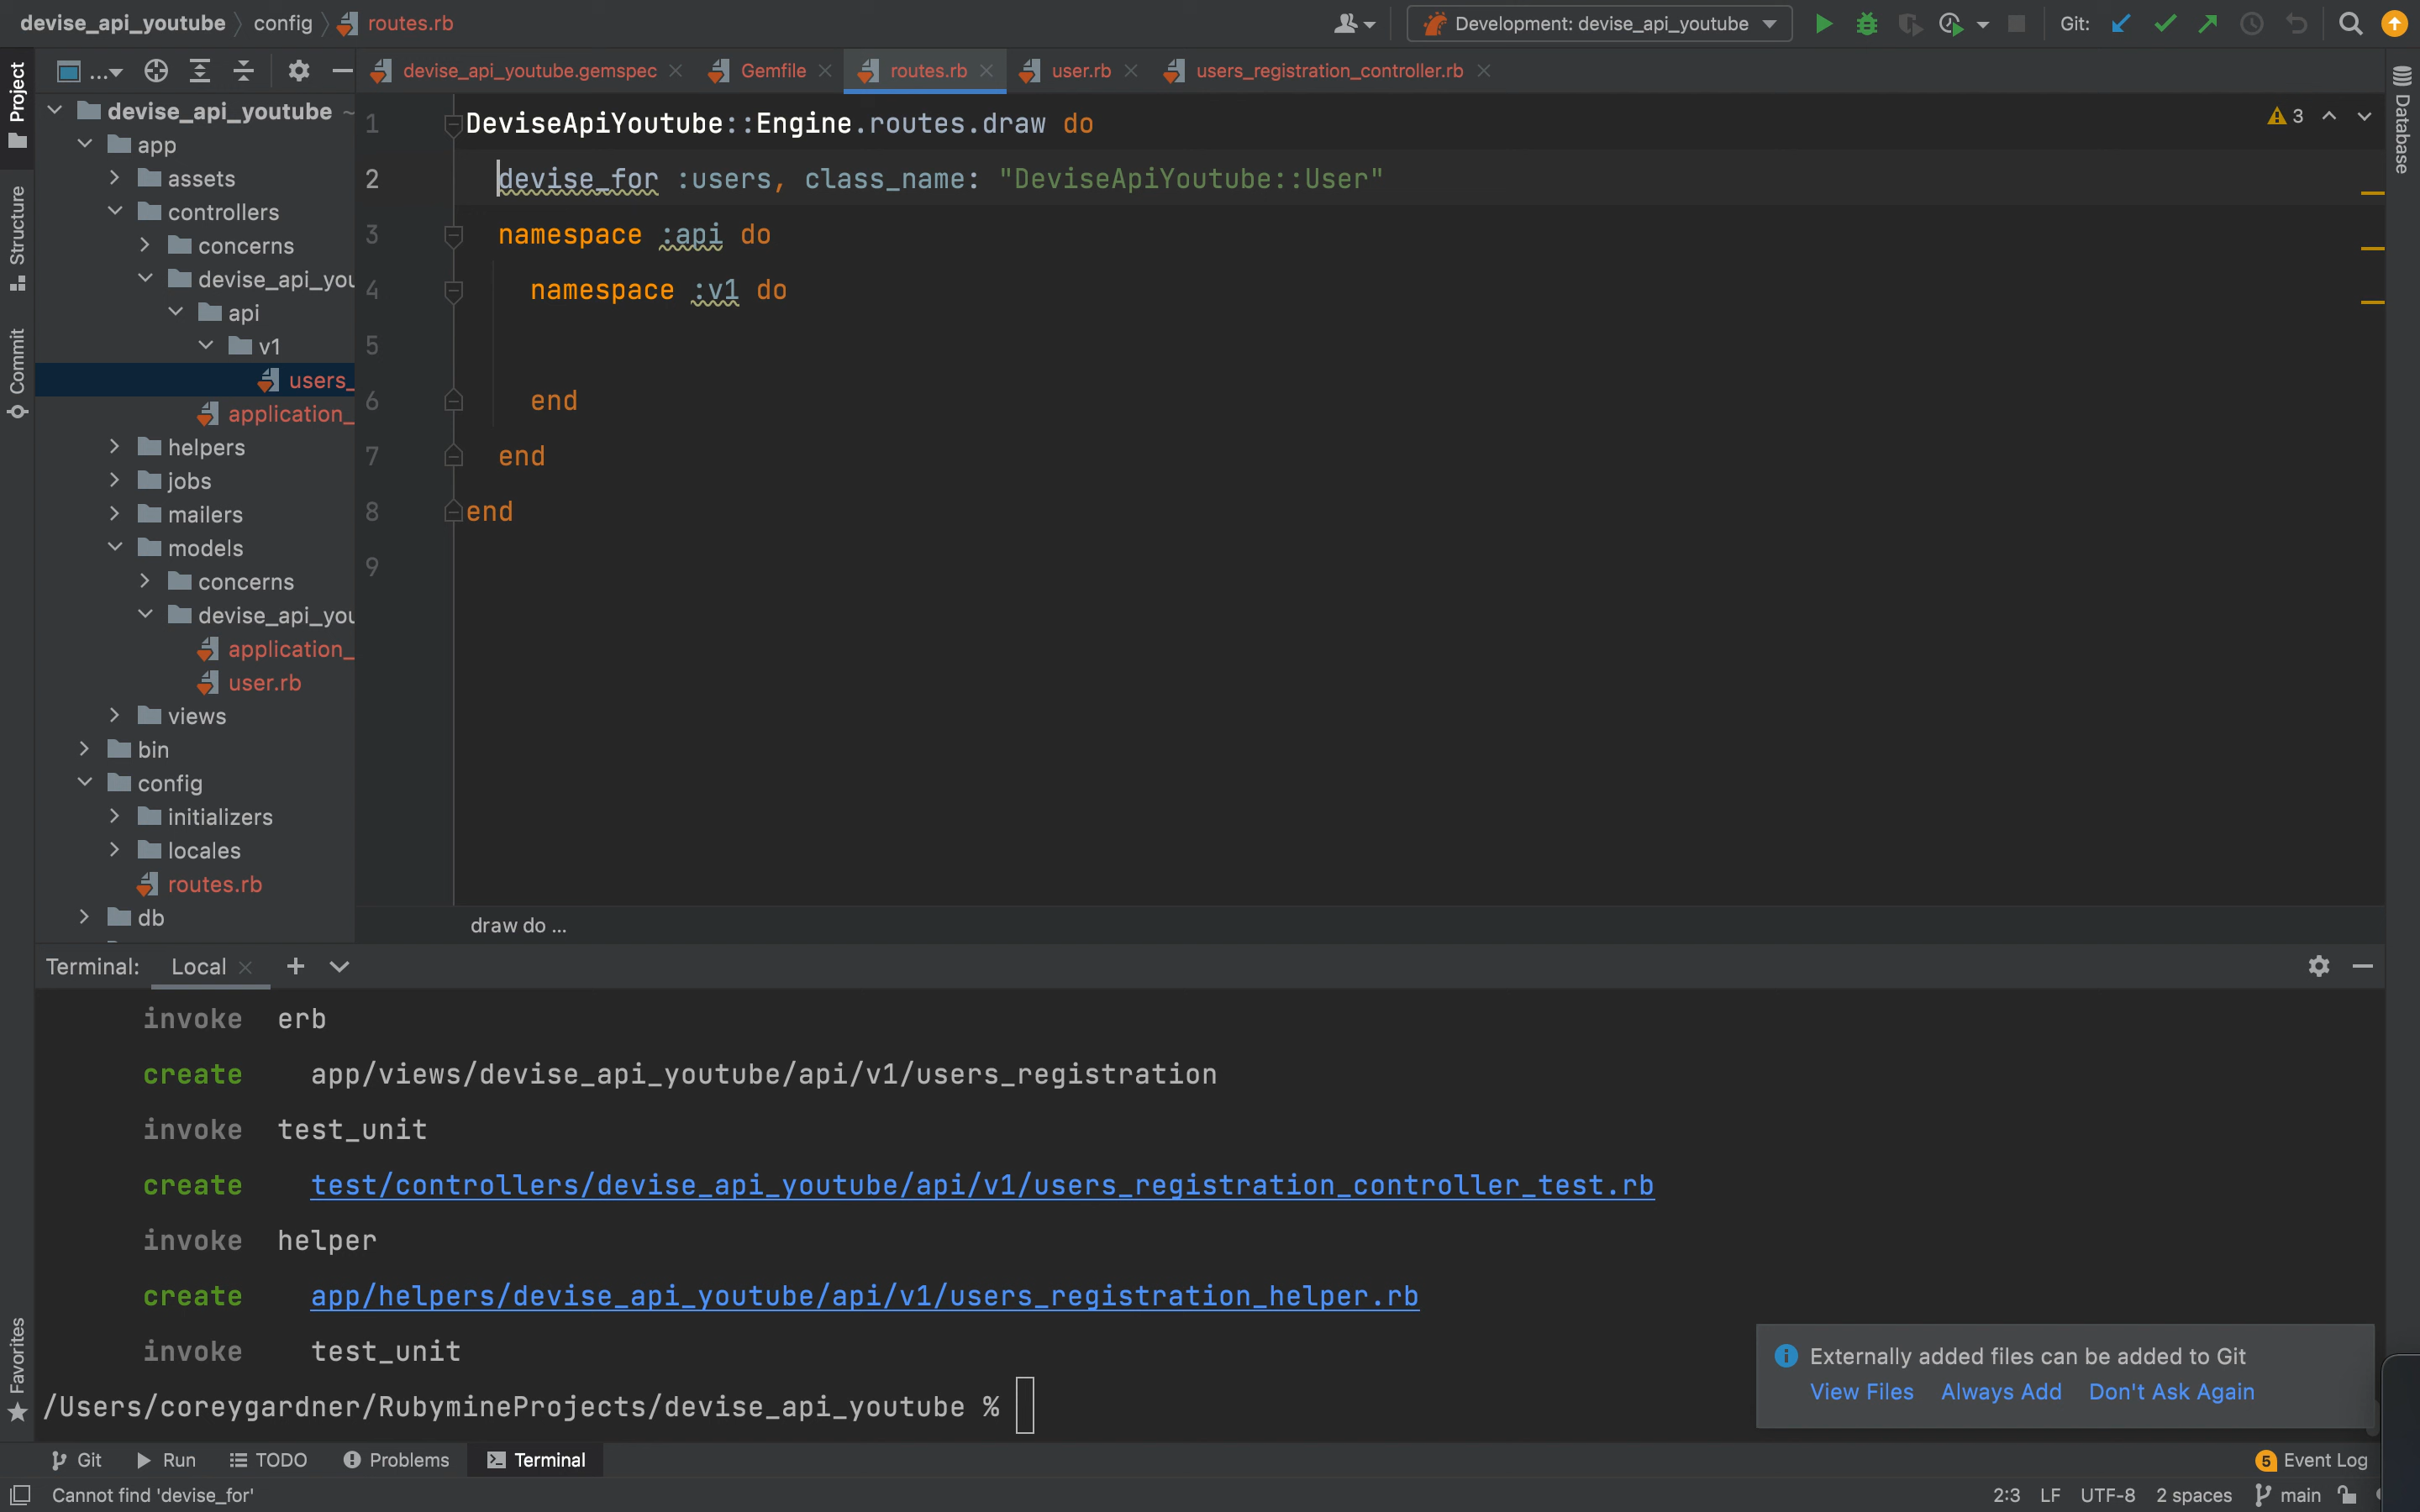 devise_api_youtube config routes.rb
Development: devise_api_youtube
Git:
Project
Structure
Commit
Favorites
Database
...
devise_api_youtube.gemspec
Gemfile
routes.rb
user.rb
users_registration_controller.rb
devise_api_youtube ~
app
assets
controllers
concerns
devise_api_you
api
v1
users_
application_
helpers
jobs
mailers
models
concerns
devise_api_you
application_
user.rb
views
bin
config
initializers
locales
routes.rb
db
3
1 DeviseApiYoutube::Engine.routes.draw do
2 devise_for :users, class_name: "DeviseApiYoutube::User"
3 namespace :api do
4 namespace :v1 do
5
6 end
7 end
8 end
9
draw do ...
Terminal: Local
invoke erb
create app/views/devise_api_youtube/api/v1/users_registration
invoke test_unit
create test/controllers/devise_api_youtube/api/v1/users_registration_controller_test.rb
invoke helper
create app/helpers/devise_api_youtube/api/v1/users_registration_helper.rb
invoke test_unit
/Users/coreygardner/RubymineProjects/devise_api_youtube %
Externally added files can be added to Git
View Files Always Add Don't Ask Again
Git Run TODO Problems Terminal
5 Event Log
Cannot find 'devise_for'
2:3 LF UTF-8 2 spaces main